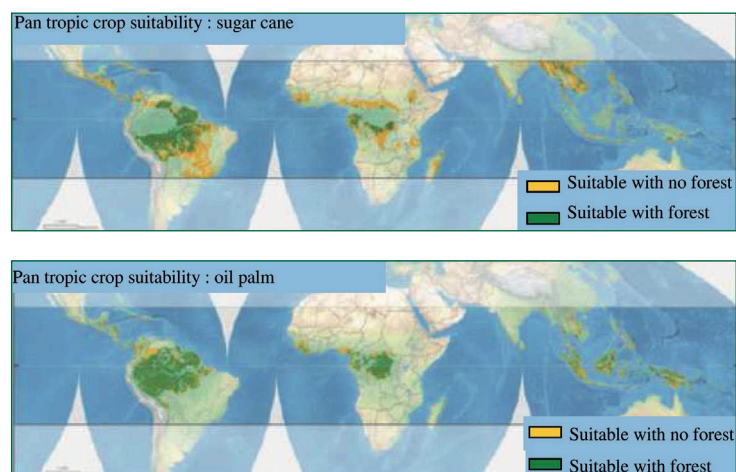 Pan tropic crop suitability : sugar cane
Suitable with no forest
Suitable with forest
Pan tropic crop suitability : oil palm
Suitable with no forest
Suitable with forest